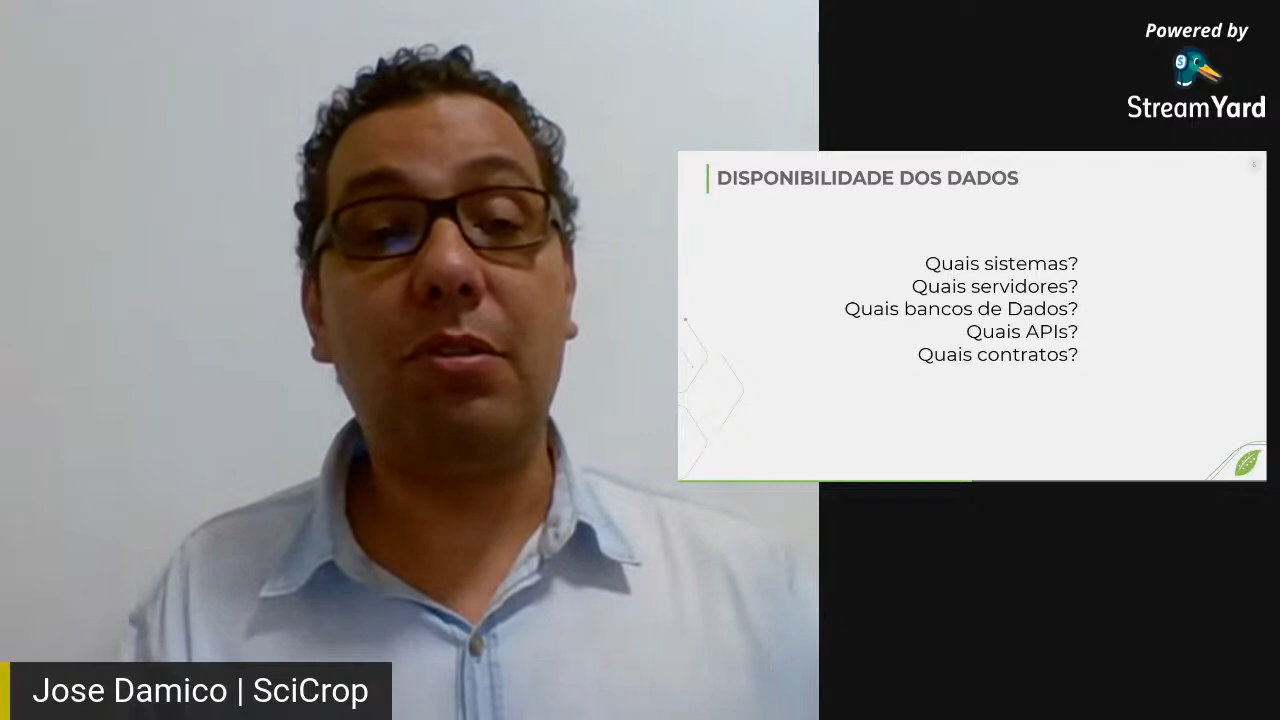 Powered by
StreamYard
DISPONIBILIDADE DOS DADOS
Quais sistemas?
Quais servidores?
Quais bancos de Dados?
Quais APIs?
Quais contratos?
Jose Damico | SciCrop